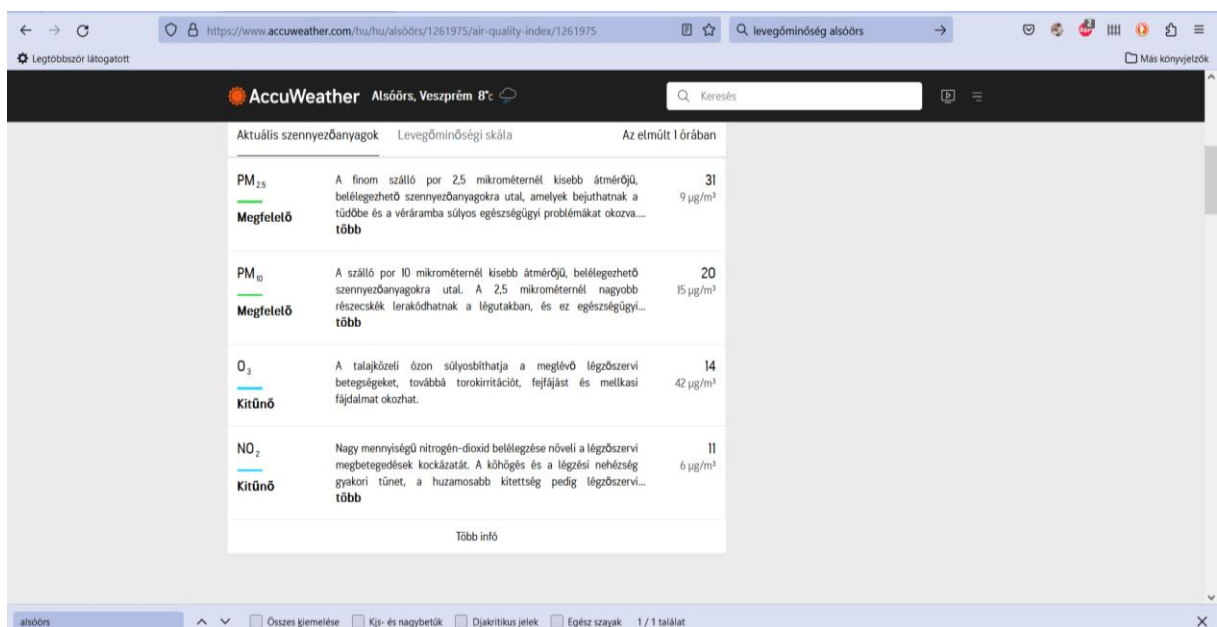 https://www.accuweather.com/hu/hu/alsóörs/1261975/air-quality-index/1261975
levegőminőség alsóörs
Legtöbbször látogatott
Más könyvjelzők
AccuWeather Alsóörs, Veszprém 8°C
Keresés
Aktuális szennyezőanyagok Levegőminőségi skála Az elmúlt 1 órában
PM2.5
Megfelelő
A finom szálló por 2,5 mikrométernél kisebb átmérőjű,
belélegezhető szennyezőanyagokra utal, amelyek bejuthatnak a
tüdőbe és a véráramba súlyos egészségügyi problémákat okozva....
több
31
9 µg/m³
PM10
Megfelelő
A szálló por 10 mikrométernél kisebb átmérőjű, belélegezhető
szennyezőanyagokra utal. A 2,5 mikrométernél nagyobb
részecskék lerakódhatnak a légutakban, és ez egészségügyi...
több
20
15 µg/m³
O3
Kitűnő
A talajközeli ózon súlyosbíthatja a meglévő légzőszervi
betegségeket, továbbá torokirritációt, fejfájást és mellkasi
fájdalmat okozhat.
14
42 µg/m³
NO2
Kitűnő
Nagy mennyiségű nitrogén-dioxid belélegzése növeli a légzőszervi
megbetegedések kockázatát. A köhögés és a légzési nehézség
gyakori tünet, a huzamosabb kitettség pedig légzőszervi...
több
11
6 µg/m³
Több infó
alsóörs
Összes kiemelése Kis- és nagybetűk Diakritikus jelek Egész szavak 1 / 1 találat